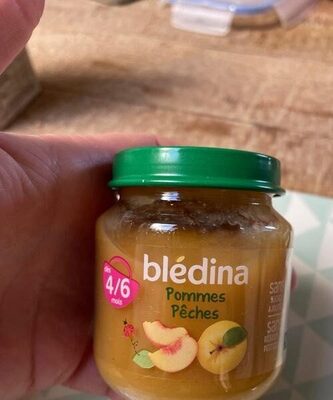 blédina
dès
4/6
mois
Pommes
Pêches